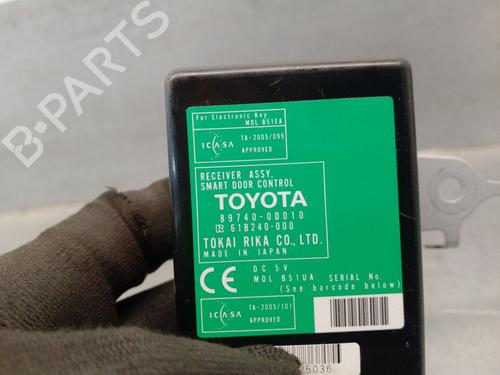 B-PARTS
For Electronic Key
MDL B51EA
ICASA
TA-2005/099
APPROVED
RECEIVER ASSY,
SMART DOOR CONTROL
TOYOTA
89740-0D010
61B240-000
TOKAI RIKA CO., LTD.
MADE IN JAPAN
CE
DC 5V
MDL B51UA SERIAL No.
(See barcode below)
ICASA
TA-2005/101
APPROVED
5036